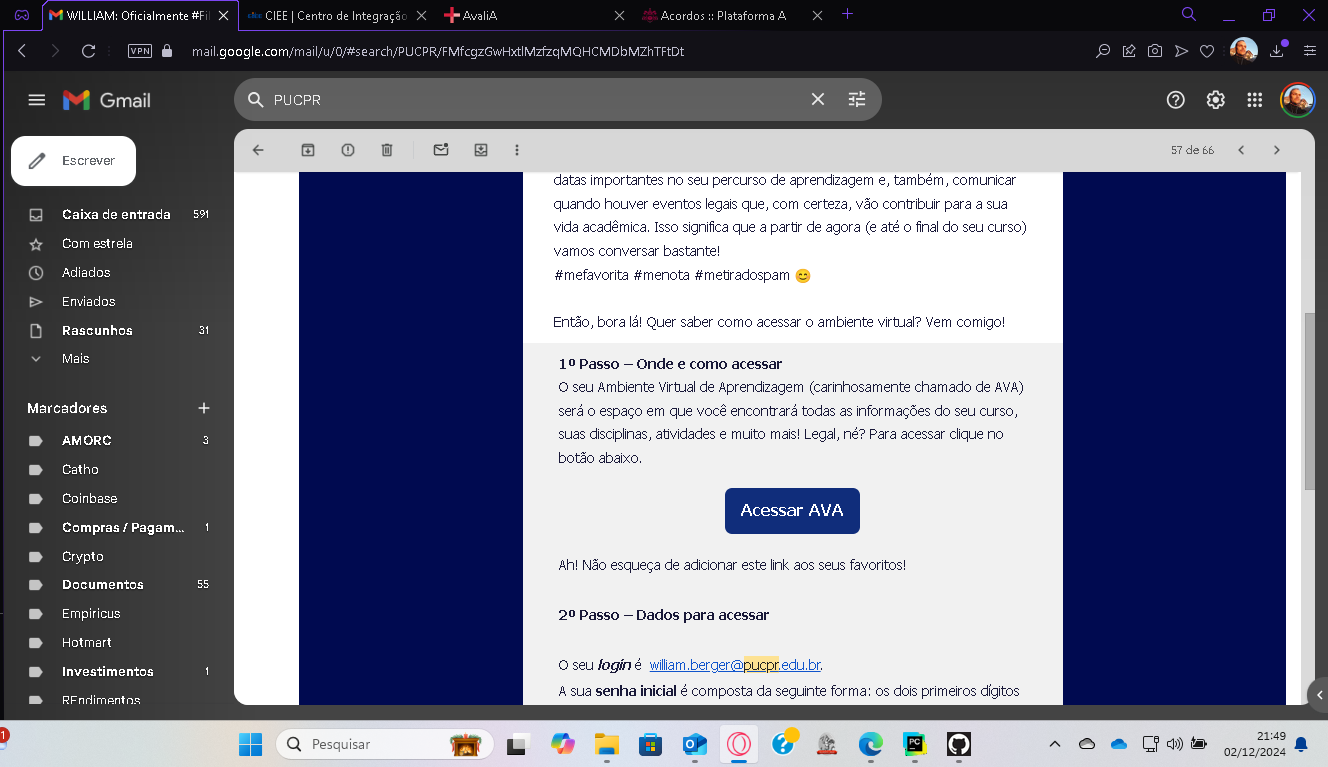 WILLIAM: Oficialmente #Fil
CIEE | Centro de Integração
AvaliA
Acordos :: Plataforma A
VPN
mail.google.com/mail/u/0/#search/PUCPR/FMfcgzGwHxtlMzfzqMQHCMDbMZhTFtDt
Gmail
PUCPR
Escrever
57 de 66
Caixa de entrada 591
Com estrela
Adiados
Enviados
Rascunhos 31
Mais
Marcadores
AMORC 3
Catho
Coinbase
Compras / Pagam... 1
Crypto
Documentos 55
Empiricus
Hotmart
Investimentos 1
REndimentos
datas importantes no seu percurso de aprendizagem e, também, comunicar
quando houver eventos legais que, com certeza, vão contribuir para a sua
vida acadêmica. Isso significa que a partir de agora (e até o final do seu curso)
vamos conversar bastante!
#mefavorita #menota #metiradospam 😊
Então, bora lá! Quer saber como acessar o ambiente virtual? Vem comigo!
1º Passo – Onde e como acessar
O seu Ambiente Virtual de Aprendizagem (carinhosamente chamado de AVA)
será o espaço em que você encontrará todas as informações do seu curso,
suas disciplinas, atividades e muito mais! Legal, né? Para acessar clique no
botão abaixo.
Acessar AVA
Ah! Não esqueça de adicionar este link aos seus favoritos!
2º Passo – Dados para acessar
O seu login é william.berger@pucpr.edu.br.
A sua senha inicial é composta da seguinte forma: os dois primeiros dígitos
1
Pesquisar
21:49
02/12/2024